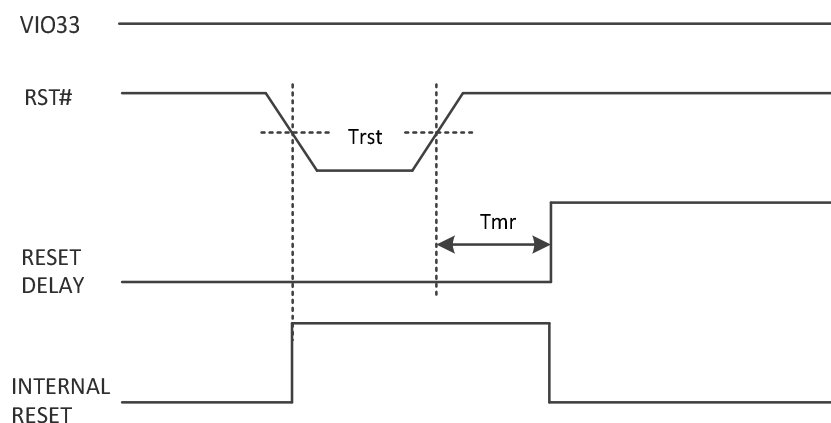 VIO33
RST#
Trst
Tmr
RESET
DELAY
INTERNAL
RESET